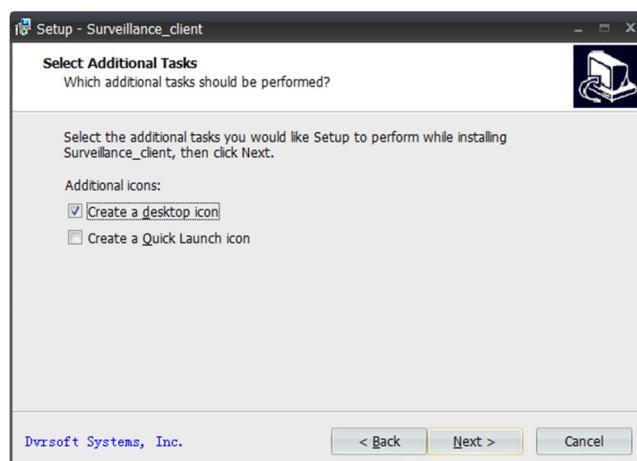 Setup - Surveillance_client
Select Additional Tasks
Which additional tasks should be performed?
Select the additional tasks you would like Setup to perform while installing
Surveillance_client, then click Next.
Additional icons:
Create a desktop icon
Create a Quick Launch icon
Dvrsoft Systems, Inc.
< Back
Next >
Cancel